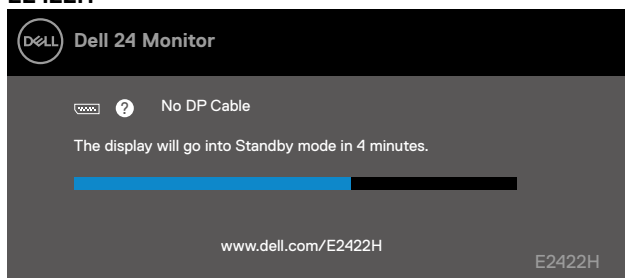 E2422H
DELL Dell 24 Monitor
? No DP Cable
The display will go into Standby mode in 4 minutes.
www.dell.com/E2422H
E2422H